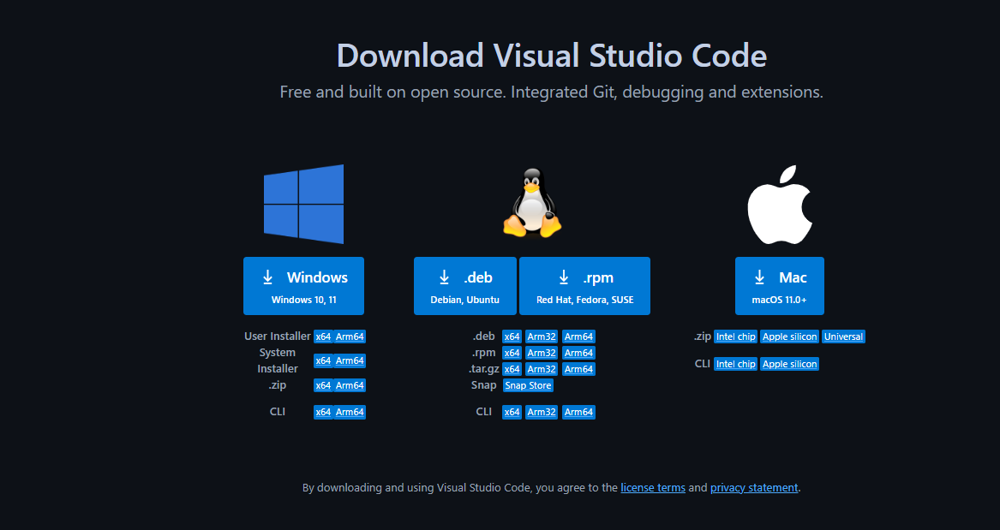 Download Visual Studio Code
Free and built on open source. Integrated Git, debugging and extensions.
Windows
Windows 10, 11
User Installer x64 Arm64
System
Installer x64 Arm64
.zip x64 Arm64
CLI x64 Arm64
.deb
Debian, Ubuntu
.rpm
Red Hat, Fedora, SUSE
.deb x64 Arm32 Arm64
.rpm x64 Arm32 Arm64
.tar.gz x64 Arm32 Arm64
Snap Snap Store
CLI x64 Arm32 Arm64
Mac
macOS 11.0+
.zip Intel chip Apple silicon Universal
CLI Intel chip Apple silicon
By downloading and using Visual Studio Code, you agree to the license terms and privacy statement.